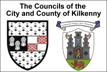 The Councils of the
City and County of Kilkenny